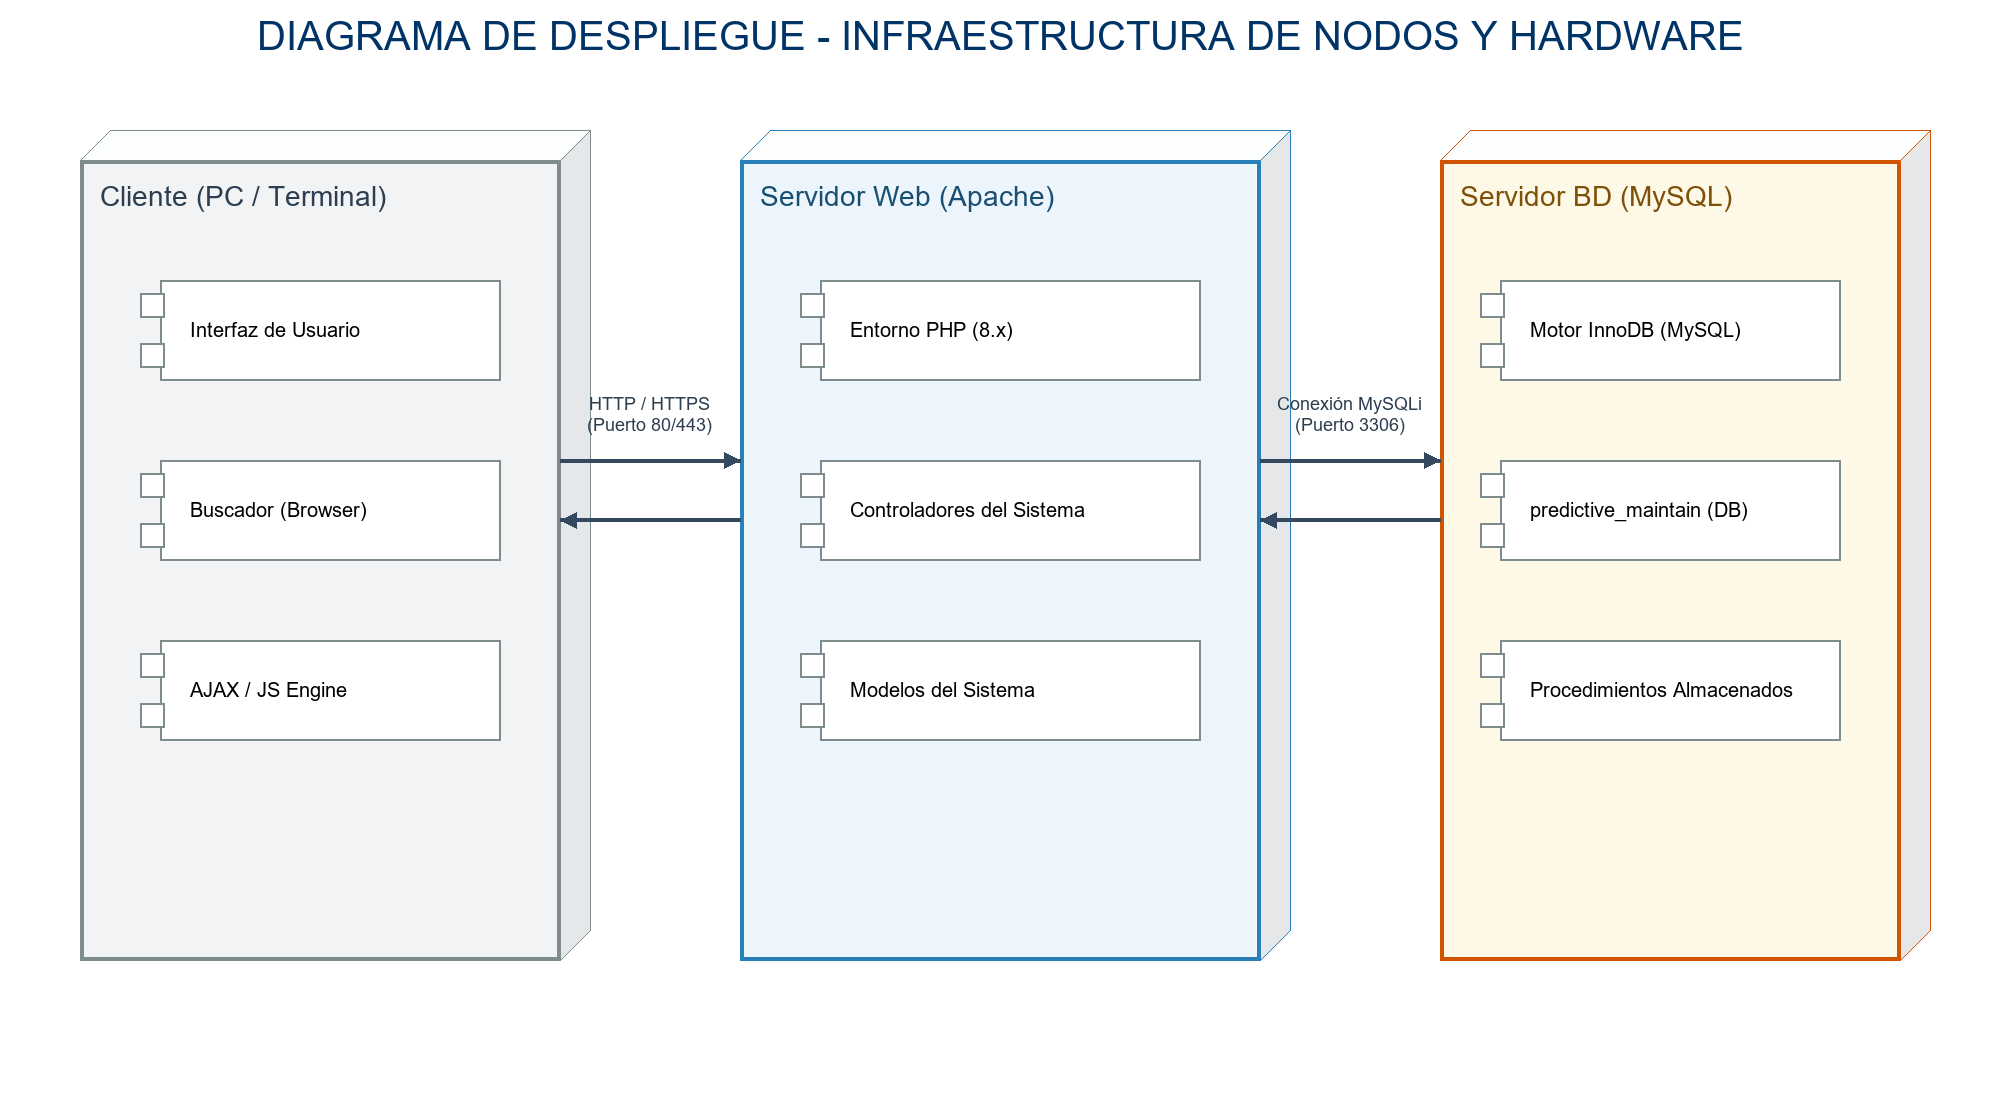 DIAGRAMA DE DESPLIEGUE - INFRAESTRUCTURA DE NODOS Y HARDWARE
Cliente (PC / Terminal)
Interfaz de Usuario
Buscador (Browser)
AJAX / JS Engine
HTTP / HTTPS
(Puerto 80/443)
Servidor Web (Apache)
Entorno PHP (8.x)
Controladores del Sistema
Modelos del Sistema
Conexión MySQLi
(Puerto 3306)
Servidor BD (MySQL)
Motor InnoDB (MySQL)
predictive_maintain (DB)
Procedimientos Almacenados